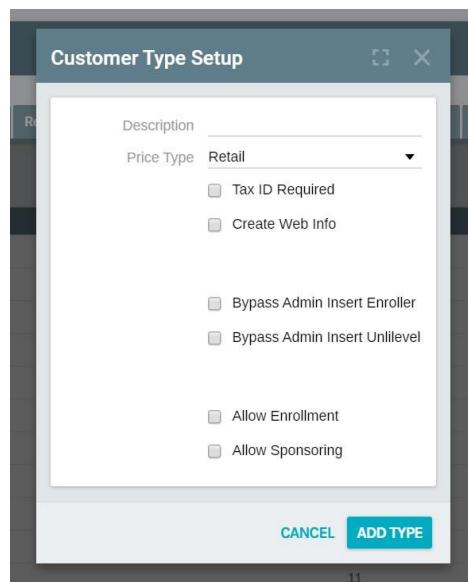 Customer Type Setup
Description
Price Type Retail
Tax ID Required
Create Web Info
Bypass Admin Insert Enroller
Bypass Admin Insert Unlilevel
Allow Enrollment
Allow Sponsoring
CANCEL ADD TYPE
11